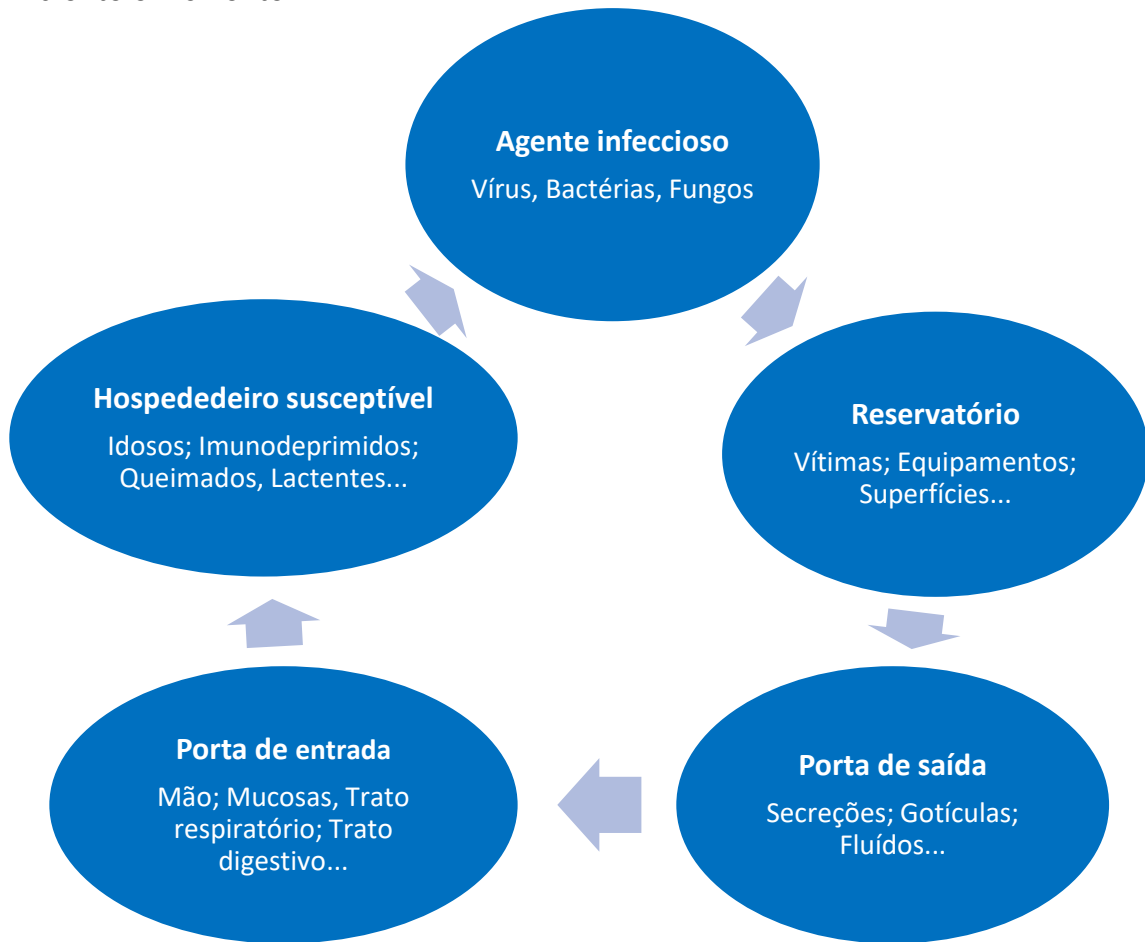 Agente infeccioso
Vírus, Bactérias, Fungos
Reservatório
Vítimas; Equipamentos;
Superfícies...
Porta de saída
Secreções; Gotículas;
Fluídos...
Porta de entrada
Mão; Mucosas, Trato
respiratório; Trato
digestivo...
Hospededeiro susceptível
Idosos; Imunodeprimidos;
Queimados, Lactentes...